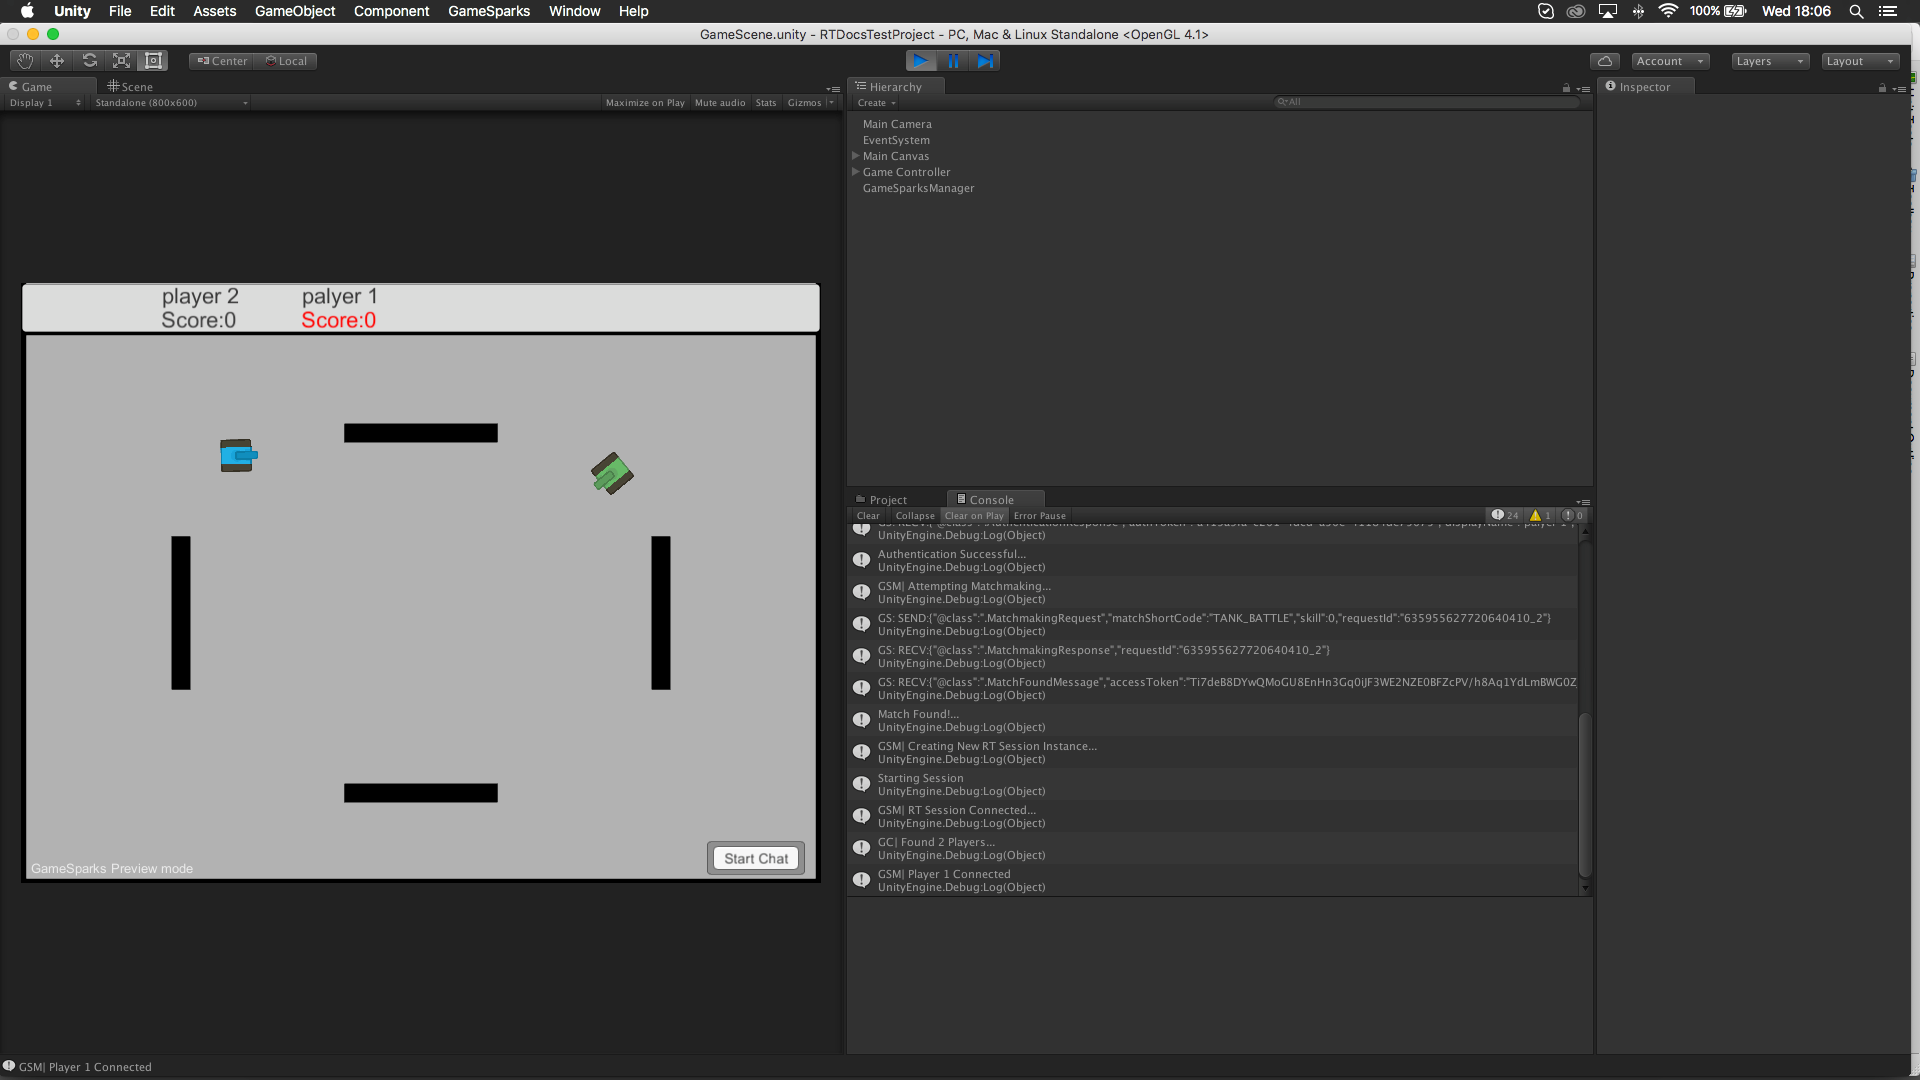 Unity File Edit Assets GameObject Component GameSparks Window Help
100% Wed 18:06
GameScene.unity - RTDocsTestProject - PC, Mac & Linux Standalone <OpenGL 4.1>
Center Local
Account Layers Layout
Game Scene
Display 1 Standalone (800x600) Maximize on Play Mute audio Stats Gizmos
player 2 palyer 1
Score:0 Score:0
GameSparks Preview mode
Start Chat
Hierarchy
Create All
Main Camera
EventSystem
Main Canvas
Game Controller
GameSparksManager
Inspector
Project Console
Clear Collapse Clear on Play Error Pause 24 1 0
UnityEngine.Debug:Log(Object)
Authentication Successful...
UnityEngine.Debug:Log(Object)
GSM| Attempting Matchmaking...
UnityEngine.Debug:Log(Object)
GS: SEND:{"@class":".MatchmakingRequest","matchShortCode":"TANK_BATTLE","skill":0,"requestId":"635955627720640410_2"}
UnityEngine.Debug:Log(Object)
GS: RECV:{"@class":".MatchmakingResponse","requestId":"635955627720640410_2"}
UnityEngine.Debug:Log(Object)
GS: RECV:{"@class":".MatchFoundMessage","accessToken":"Ti7deB8DYwQMoGU8EnHn3Gq0iJF3WE2NZE0BFZcPV/h8Aq1YdLmBWG0Z
UnityEngine.Debug:Log(Object)
Match Found!...
UnityEngine.Debug:Log(Object)
GSM| Creating New RT Session Instance...
UnityEngine.Debug:Log(Object)
Starting Session
UnityEngine.Debug:Log(Object)
GSM| RT Session Connected...
UnityEngine.Debug:Log(Object)
GC| Found 2 Players...
UnityEngine.Debug:Log(Object)
GSM| Player 1 Connected
UnityEngine.Debug:Log(Object)
GSM| Player 1 Connected